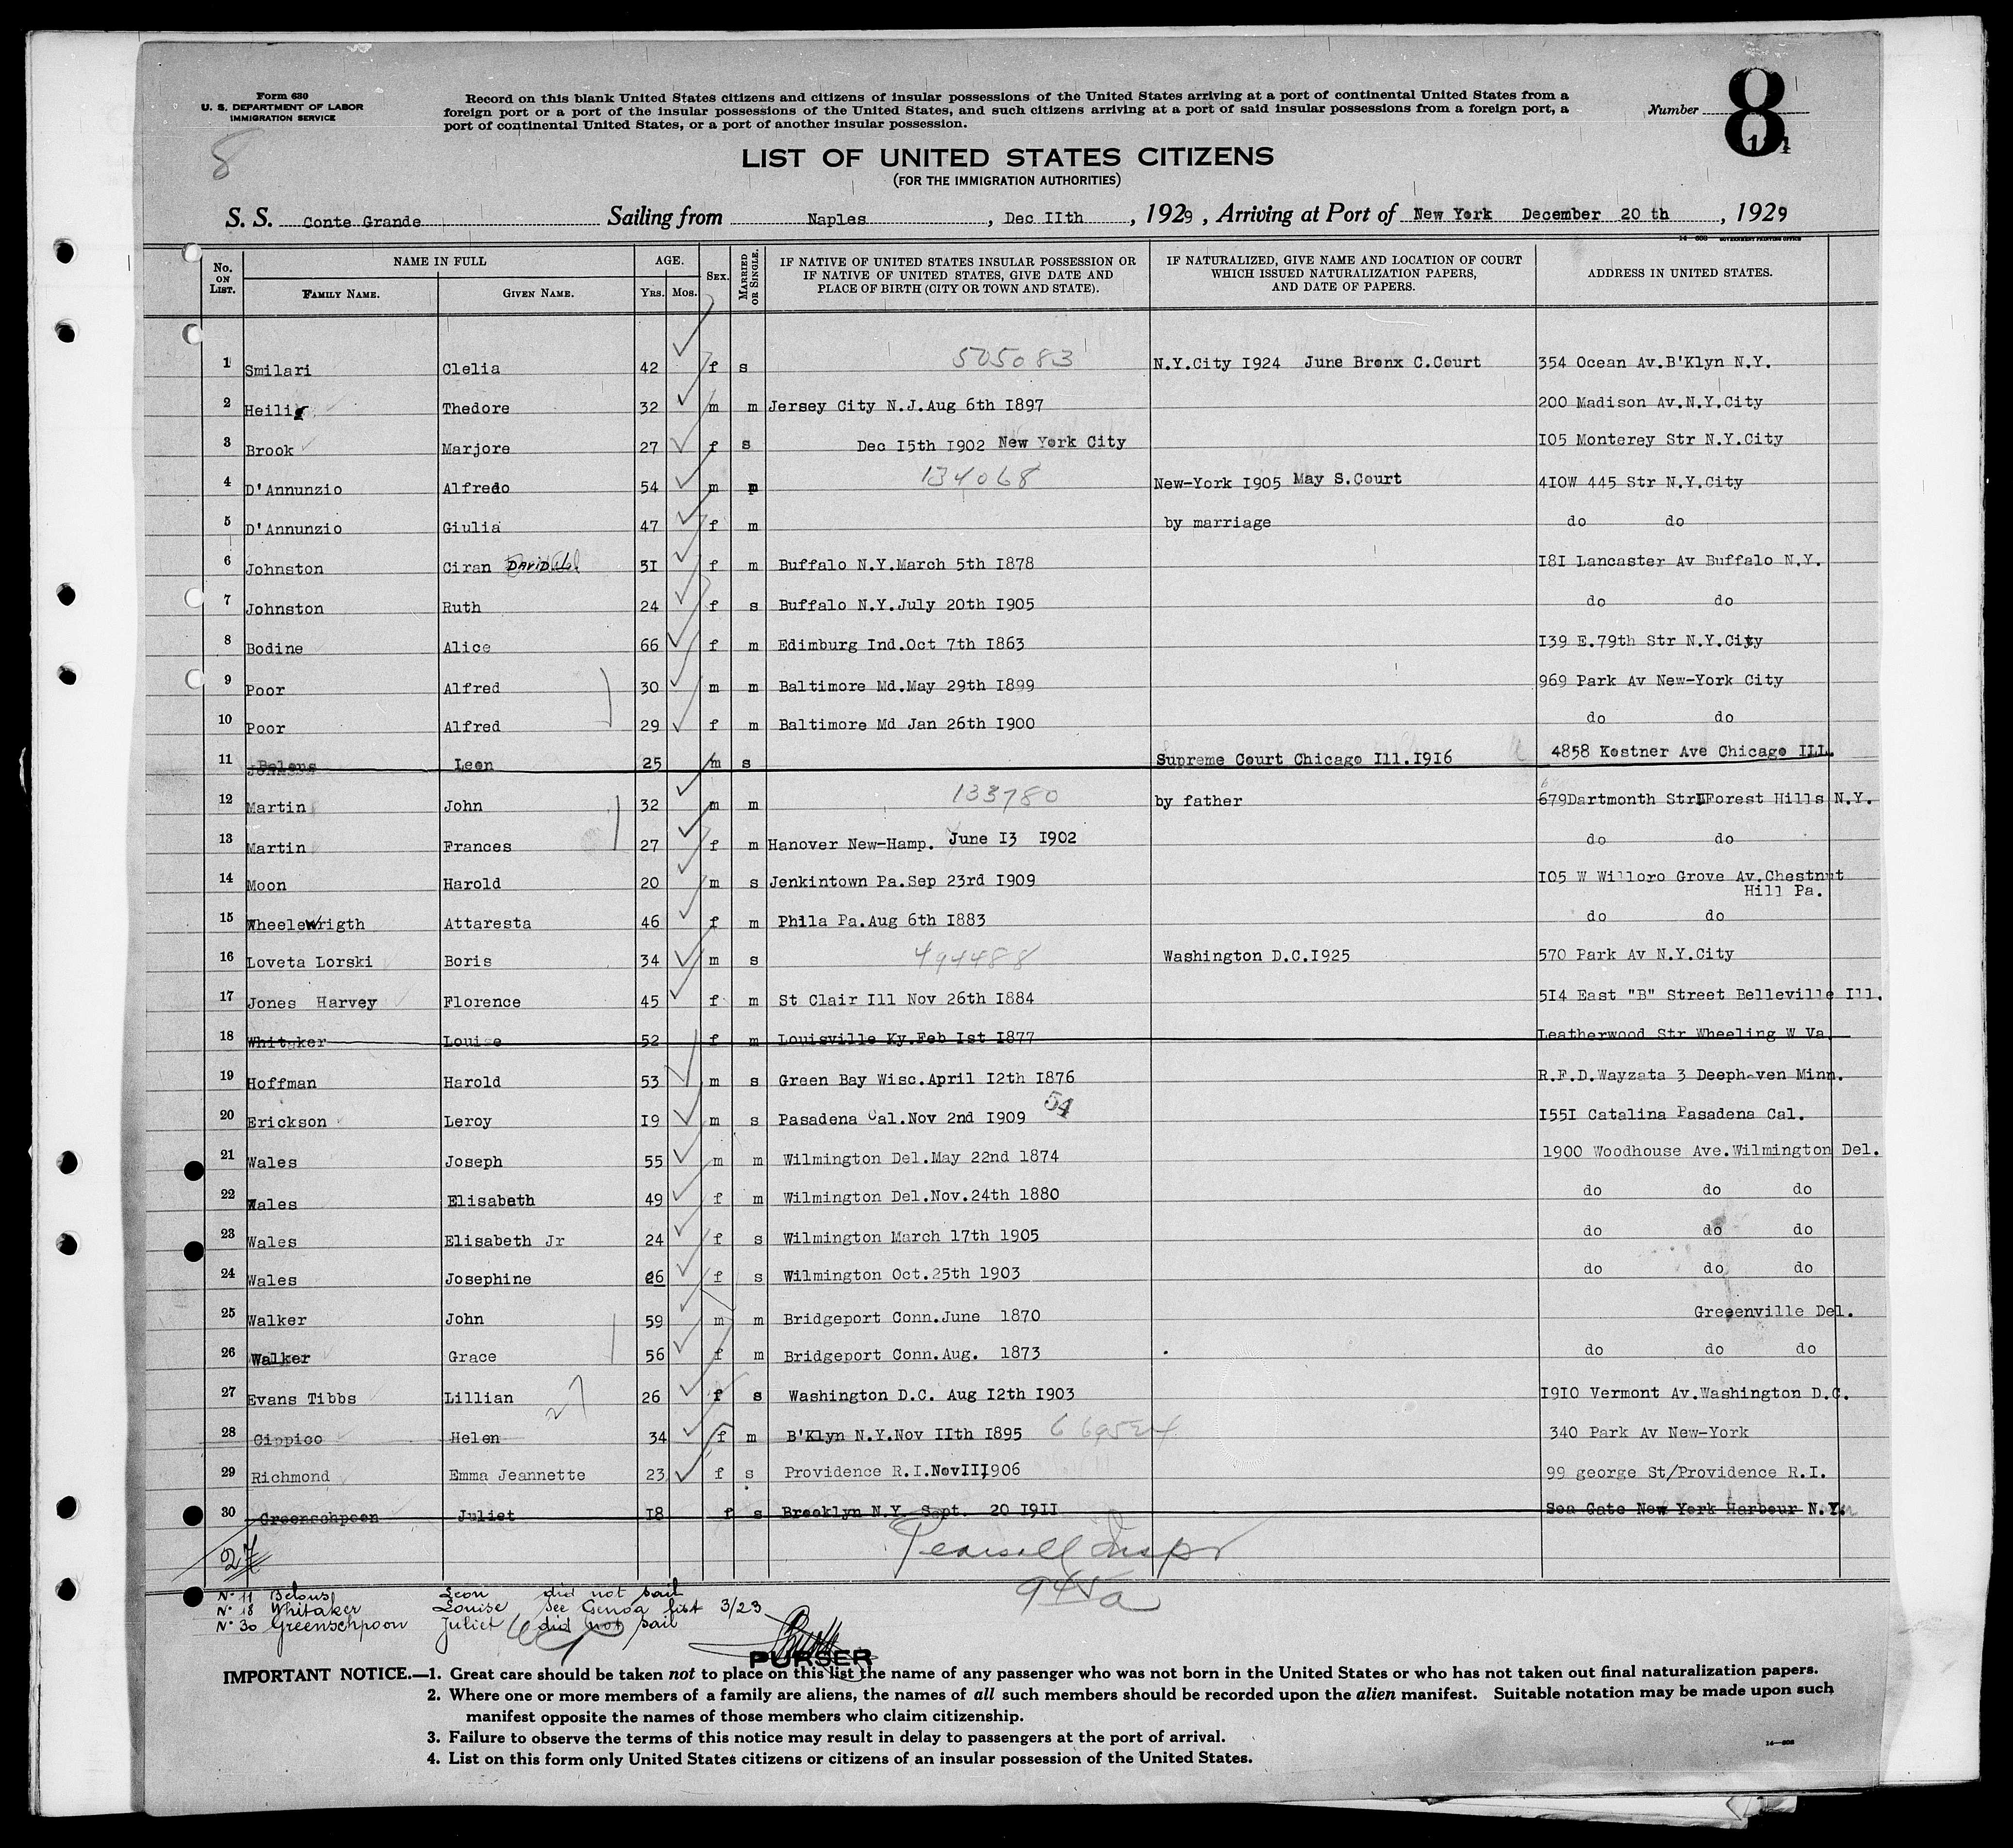 Form 630
U. S. DEPARTMENT OF LABOR
IMMIGRATION SERVICE
Record on this blank United States citizens and citizens of insular possessions of the United States arriving at a port of continental United States from a
foreign port or a port of the insular possessions of the United States, and such citizens arriving at a port of said insular possessions from a foreign port, a
port of continental United States, or a port of another insular possession.
Number 8
8
LIST OF UNITED STATES CITIZENS
(FOR THE IMMIGRATION AUTHORITIES)
S. S. Conte Grande Sailing from Naples, Dec IIth, 1929, Arriving at Port of New York December 20 th, 1929
14—608 GOVERNMENT PRINTING OFFICE
No. ON LIST. NAME IN FULL FAMILY NAME. GIVEN NAME. AGE. YRS. MOS. SEX. MARRIED OR SINGLE. IF NATIVE OF UNITED STATES INSULAR POSSESSION OR IF NATIVE OF UNITED STATES, GIVE DATE AND PLACE OF BIRTH (CITY OR TOWN AND STATE). IF NATURALIZED, GIVE NAME AND LOCATION OF COURT WHICH ISSUED NATURALIZATION PAPERS, AND DATE OF PAPERS. ADDRESS IN UNITED STATES.
1 Smilari Clelia 42 f s 505083 N.Y.City I924 June Bronx C.Court 354 Ocean Av.B'Klyn N.Y.
2 Heilig Thedore 32 m m Jersey City N.J.Aug 6th I897 200 Madison Av.N.Y.City
3 Brook Marjore 27 f s Dec I5th I902 New York City I05 Monterey Str N.Y.City
4 D'Annunzio Alfredo 54 m m 134068 New-York I905 May S.Court 4I0W 445 Str N.Y.City
5 D'Annunzio Giulia 47 f m by marriage do do
6 Johnston Ciran DAVID 5I f m Buffalo N.Y.March 5th I878 I8I Lancaster Av Buffalo N.Y.
7 Johnston Ruth 24 f s Buffalo N.Y.July 20th I905 do do
8 Bodine Alice 66 f m Edimburg Ind.Oct 7th I863 I39 E.79th Str N.Y.City
9 Poor Alfred 30 m m Baltimore Md.May 29th I899 969 Park Av New-York City
10 Poor Alfred 29 f m Baltimore Md Jan 26th I900 do do
11 Belous Leon 25 m s Supreme Court Chicago Ill.I9I6 4858 Kostner Ave Chicago ILL.
12 Martin John 32 m m 133780 by father 679Dartmonth Str Forest Hills N.Y.
13 Martin Frances 27 f m Hanover New-Hamp. June I3 I902 do do
14 Moon Harold 20 m s Jenkintown Pa.Sep 23rd I909 I05 W Willoro Grove Av.Chestnut
Hill Pa.
15 Wheelewrigth Attaresta 46 f m Phila Pa.Aug 6th I883 do do
16 Loveta Lorski Boris 34 m s 494488 Washington D.C.I925 570 Park Av N.Y.City
17 Jones Harvey Florence 45 f m St Clair Ill Nov 26th I884 5I4 East "B" Street Belleville Ill.
18 Whitaker Louise 52 f m Louisville Ky.Feb Ist I877 Leatherwood Str Wheeling W Va.
19 Hoffman Harold 53 m s Green Bay Wisc.April I2th I876 R.F.D.Wayzata 3 Deephaven Minn.
20 Erickson Leroy I9 m s Pasadena Cal.Nov 2nd I909 54 I55I Catalina Pasadena Cal.
21 Wales Joseph 55 m m Wilmington Del.May 22nd 1874 1900 Woodhouse Ave.Wilmington Del.
22 Wales Elisabeth 49 f m Wilmington Del.Nov.24th 1880 do do do
23 Wales Elisabeth Jr 24 f s Wilmington March 17th 1905 do do do
24 Wales Josephine 26 f s Wilmington Oct.25th 1903 do do do
25 Walker John 59 m m Bridgeport Conn.June 1870 Greeenville Del.
26 Walker Grace 56 f m Bridgeport Conn.Aug. 1873 do do do
27 Evans Tibbs Lillian 27 26 f s Washington D.C. Aug I2th I903 I9I0 Vermont Av.Washington D.C.
28 Cippico Helen 34 f m B'Klyn N.Y.Nov IIth I895 340 Park Av New-York
29 Richmond Emma Jeannette 23 f s Providence R.I.NovIII906 99 george St/Providence R.I.
30 Greenschpoon Juliet I8 f s Brooklyn N.Y. Sept. 20 I9II Sea Gate New York Harbour N.Y.
27 Pearsall Inspr
945a
N° 11 Belous Leon did not sail
N° 18 Whitaker Louise see Genoa list 3/23
N° 30 Greenschpoon Juliet did not sail
PURSER
IMPORTANT NOTICE.—1. Great care should be taken not to place on this list the name of any passenger who was not born in the United States or who has not taken out final naturalization papers.
2. Where one or more members of a family are aliens, the names of all such members should be recorded upon the alien manifest. Suitable notation may be made upon such
manifest opposite the names of those members who claim citizenship.
3. Failure to observe the terms of this notice may result in delay to passengers at the port of arrival.
4. List on this form only United States citizens or citizens of an insular possession of the United States.
14—608